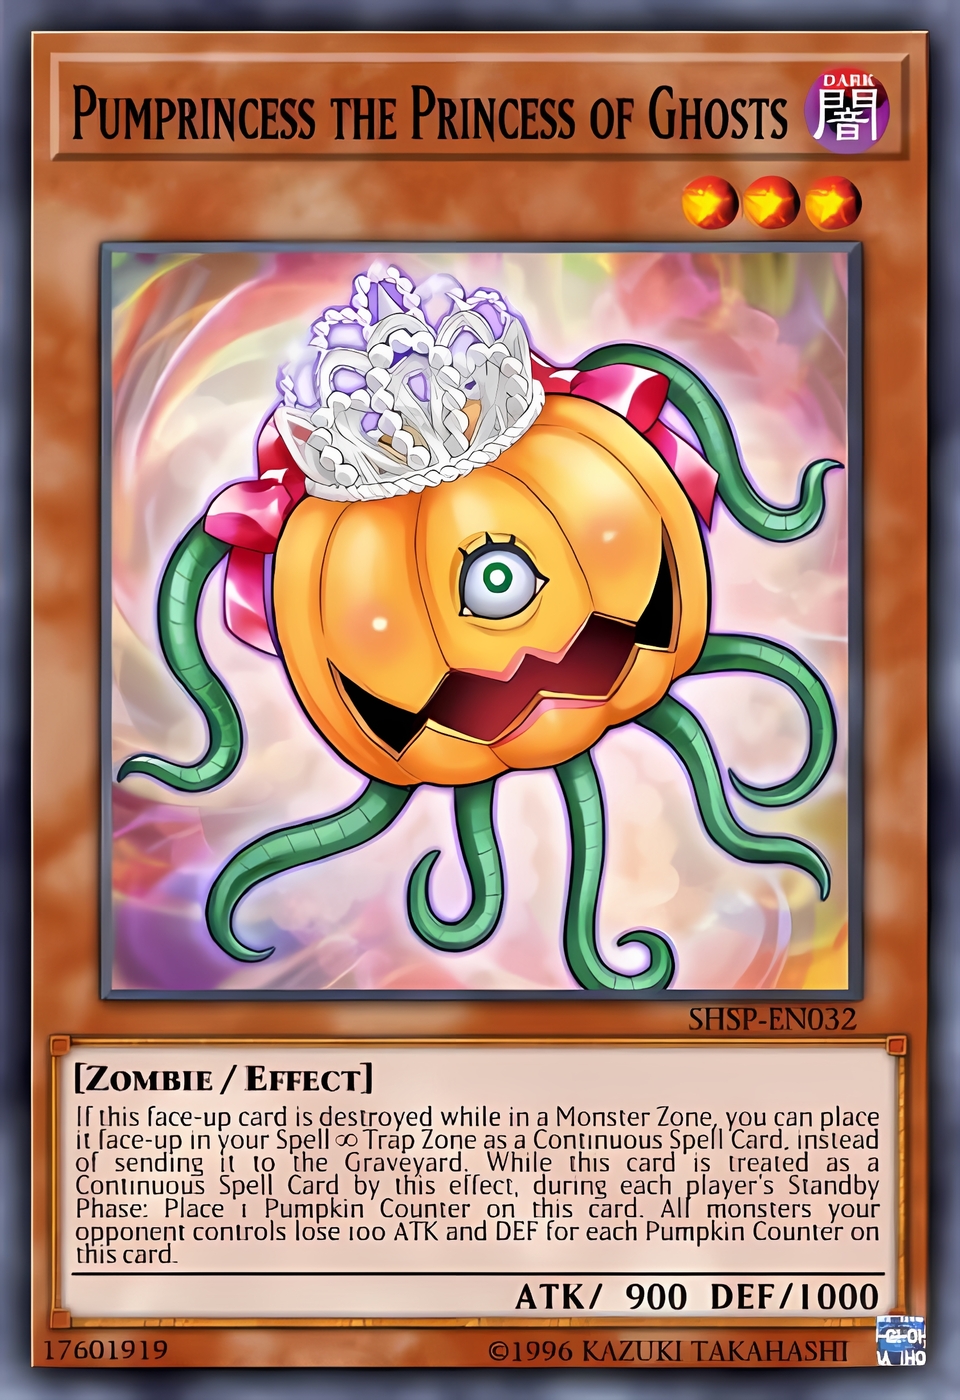 PUMPRINCESS THE PRINCESS OF GHOSTS
DARK
闇
SHSP-EN032
[ZOMBIE / EFFECT]
If this face-up card is destroyed while in a Monster Zone, you can place
it face-up in your Spell ∞ Trap Zone as a Continuous Spell Card, instead
of sending it to the Graveyard. While this card is treated as a
Continuous Spell Card by this effect, during each player's Standby
Phase: Place 1 Pumpkin Counter on this card. All monsters your
opponent controls lose 100 ATK and DEF for each Pumpkin Counter on
this card.
ATK/ 900 DEF/1000
17601919
©1996 KAZUKI TAKAHASHI